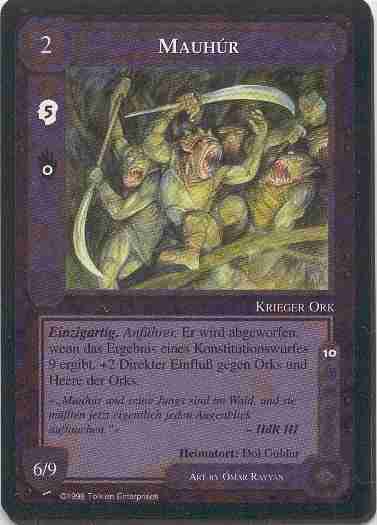 2
MAUHÚR
5
0
KRIEGER ORK
Einzigartig. Anführer. Er wird abgeworfen,
wenn das Ergebnis eines Konstitutionswurfes
9 ergibt. +2 Direkter Einfluß gegen Orks und
Heere der Orks.
10
„Mauhúr und seine Jungs sind im Wald, und sie
müßten jetzt eigentlich jeden Augenblick
auftauchen.“ – HdR III
Heimatort: Dol Guldur
6/9
ART BY OMAR RAYYAN
©1998 Tolkien Enterprises